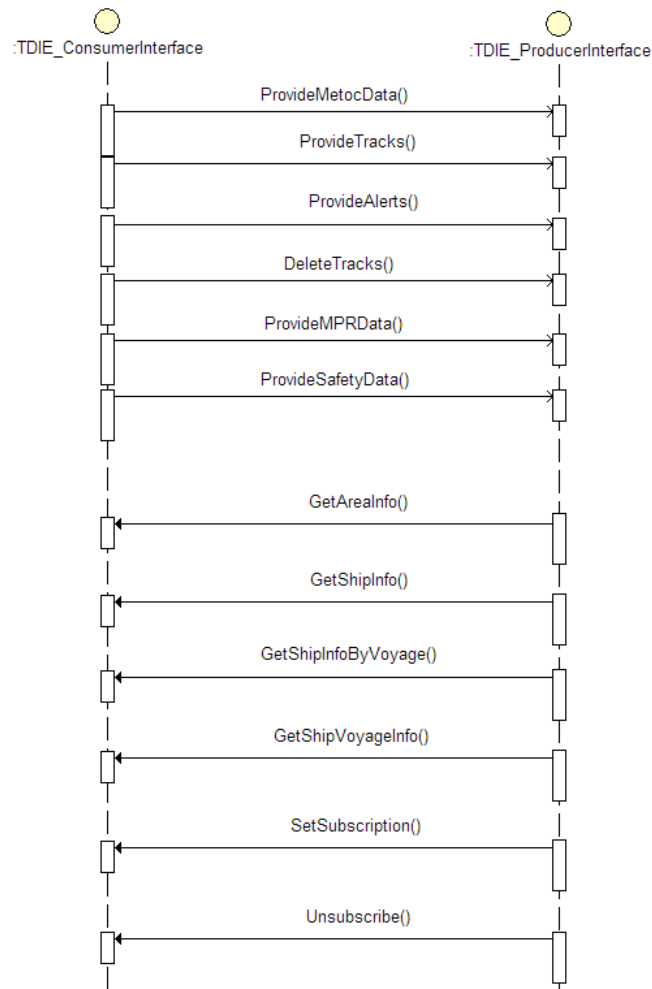 :TDIE_ConsumerInterface
:TDIE_ProducerInterface
ProvideMetocData()
ProvideTracks()
ProvideAlerts()
DeleteTracks()
ProvideMPRData()
ProvideSafetyData()
GetAreaInfo()
GetShipInfo()
GetShipInfoByVoyage()
GetShipVoyageInfo()
SetSubscription()
Unsubscribe()